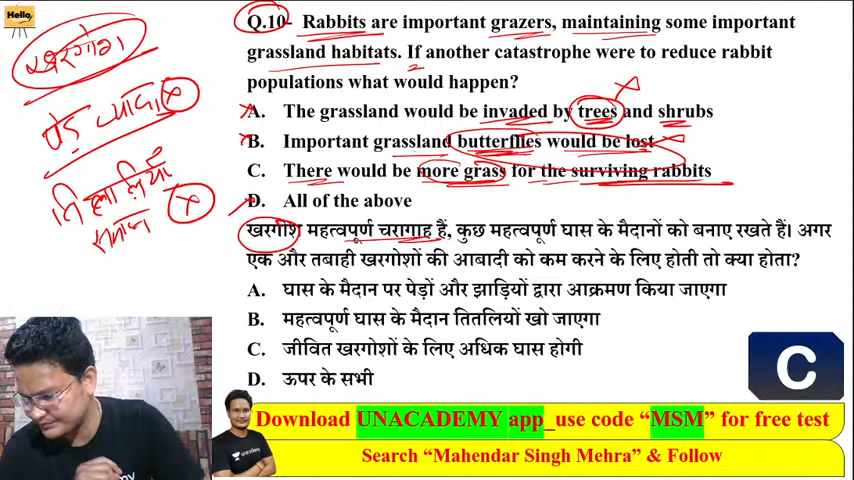 Hello
खरगोश
पेड़ ज्यादा
तितलियाँ
समाप्त
Q.10- Rabbits are important grazers, maintaining some important
grassland habitats. If another catastrophe were to reduce rabbit
populations what would happen?
A. The grassland would be invaded by trees and shrubs
B. Important grassland butterflies would be lost
C. There would be more grass for the surviving rabbits
D. All of the above
खरगोश महत्वपूर्ण चरागाह हैं, कुछ महत्वपूर्ण घास के मैदानों को बनाए रखते हैं। अगर
एक और तबाही खरगोशों की आबादी को कम करने के लिए होती तो क्या होता?
A. घास के मैदान पर पेड़ों और झाड़ियों द्वारा आक्रमण किया जाएगा
B. महत्वपूर्ण घास के मैदान तितलियों खो जाएगा
C. जीवित खरगोशों के लिए अधिक घास होगी
D. ऊपर के सभी
C
Download UNACADEMY app_use code “MSM” for free test
Search “Mahendar Singh Mehra” & Follow
unacademy